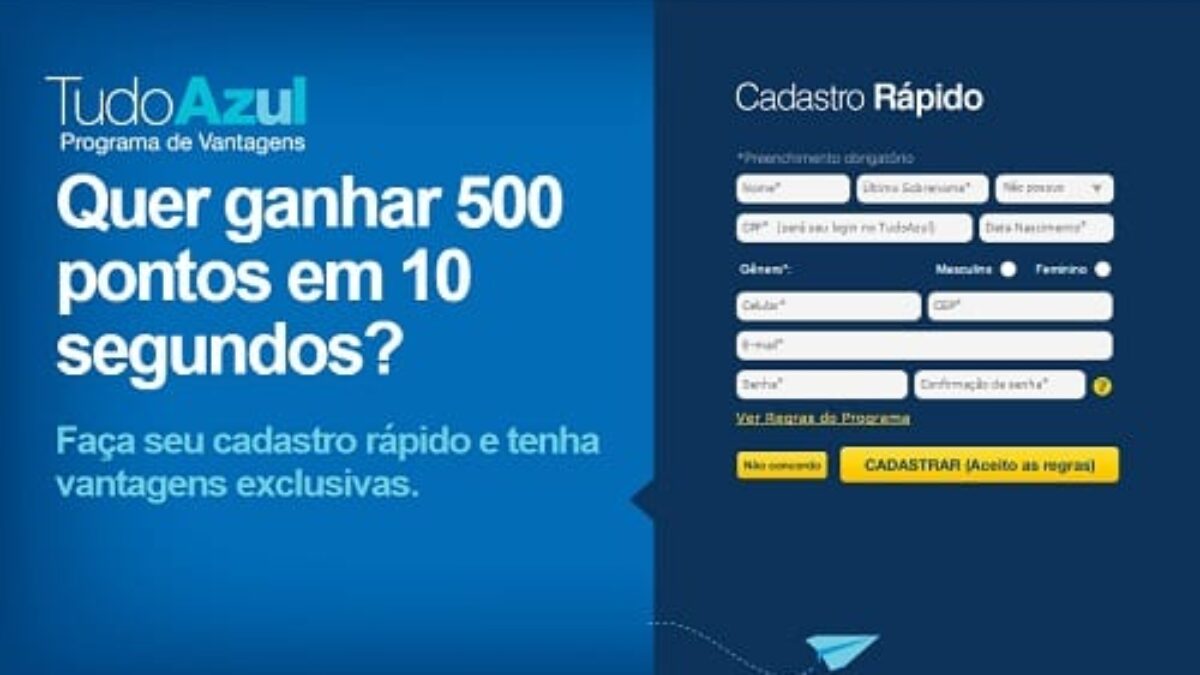 TudoAzul
Programa de Vantagens
Quer ganhar 500
pontos em 10
segundos?
Faça seu cadastro rápido e tenha
vantagens exclusivas.
Cadastro Rápido
*Preenchimento obrigatório
Nome* Último Sobrenome* Não possuo
CPF* (será seu login no TudoAzul) Data Nascimento*
Gênero*: Masculino Feminino
Celular* CEP*
E-mail*
Senha* Confirmação de senha* ?
Ver Regras do Programa
Não concordo CADASTRAR (Aceito as regras)